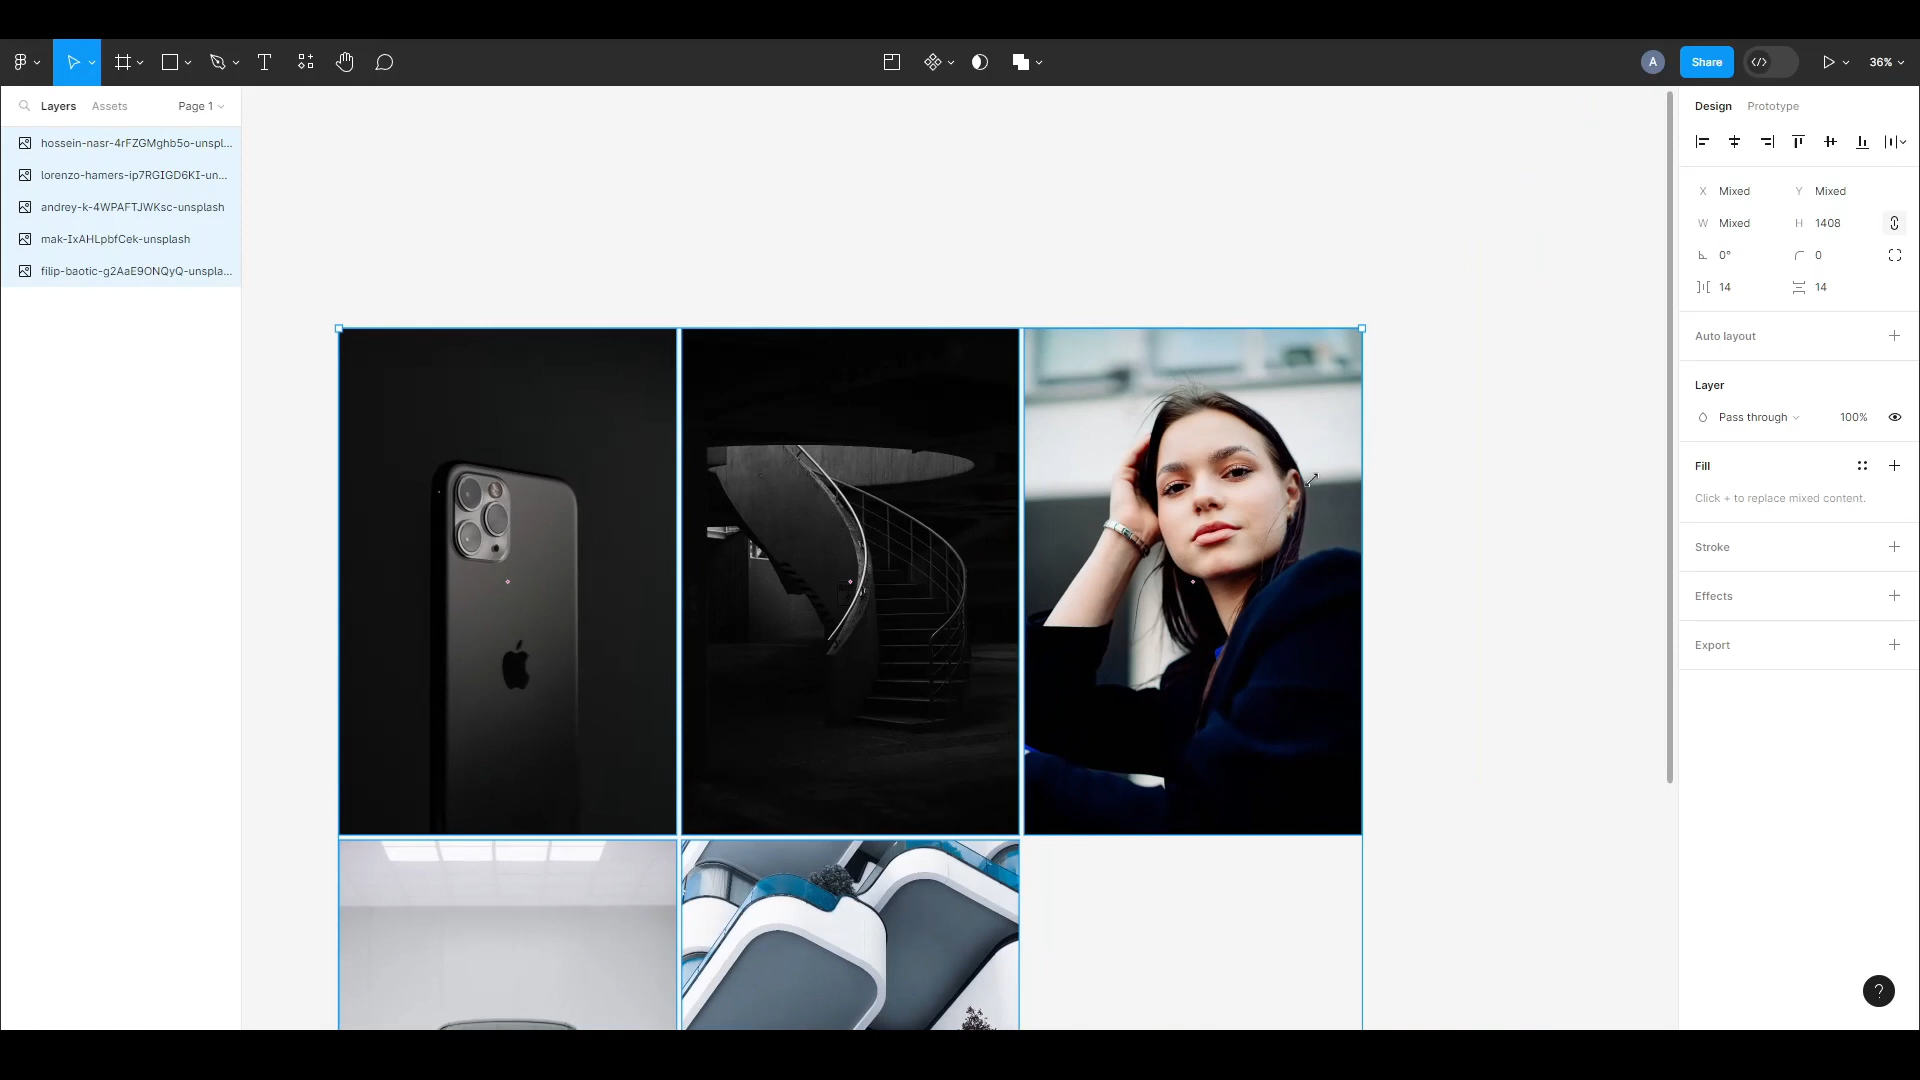 A
Share
36%
Layers
Assets
Page 1
hossein-nasr-4rFZGMghb5o-unspl...
lorenzo-hamers-ip7RGIGD6KI-un...
andrey-k-4WPAFTJWKsc-unsplash
mak-IxAHLpbfCek-unsplash
filip-baotic-g2AaE9ONQyQ-unspla...
Design
Prototype
X Mixed Y Mixed
W Mixed H 1408
0° 0
14 14
Auto layout
Layer
Pass through 100%
Fill
Click + to replace mixed content.
Stroke
Effects
Export
?